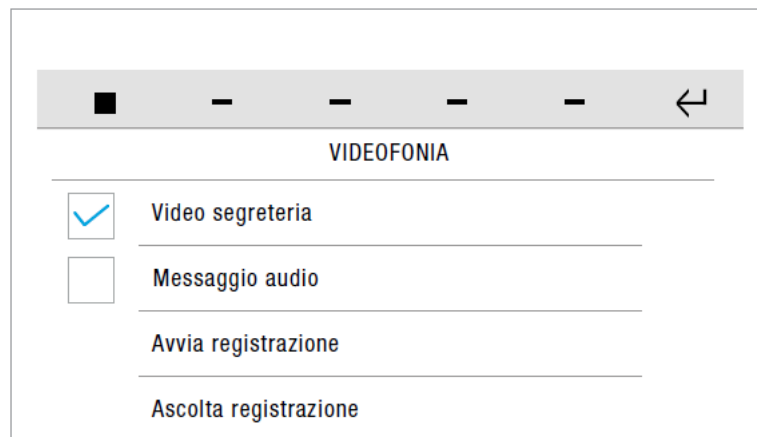 VIDEOFONIA
Video segreteria
Messaggio audio
Avvia registrazione
Ascolta registrazione